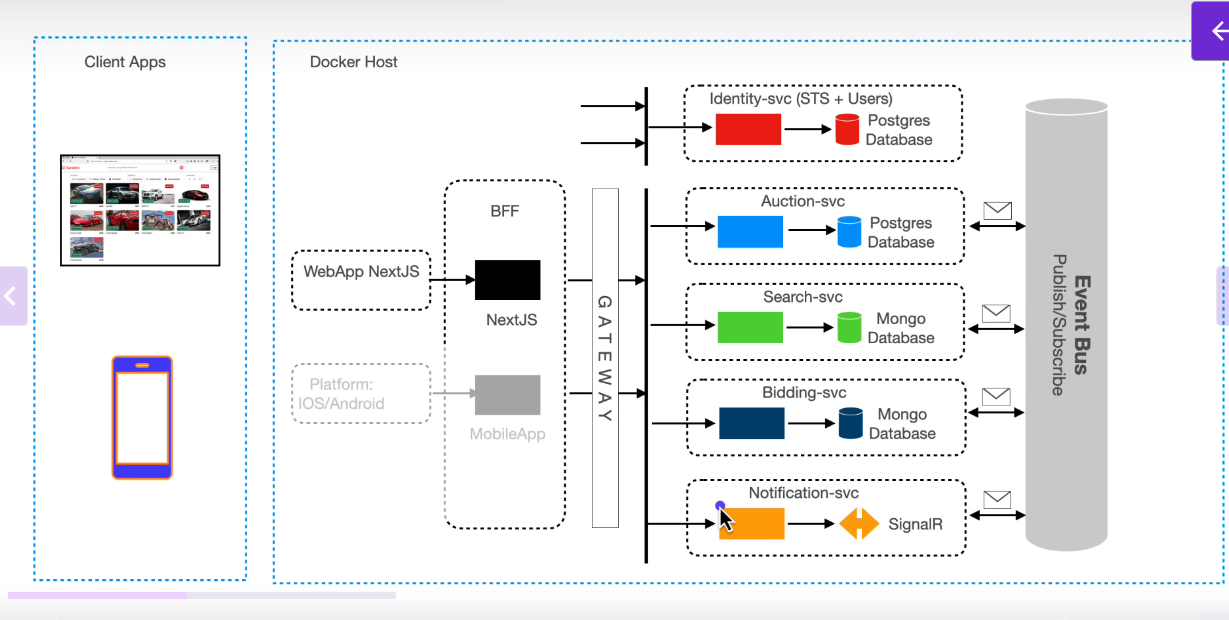 Client Apps
Docker Host
Identity-svc (STS + Users)
Postgres
Database
BFF
WebApp NextJS
NextJS
Platform:
IOS/Android
MobileApp
GATEWAY
Auction-svc
Postgres
Database
Search-svc
Mongo
Database
Bidding-svc
Mongo
Database
Notification-svc
SignalR
Event Bus
Publish/Subscribe